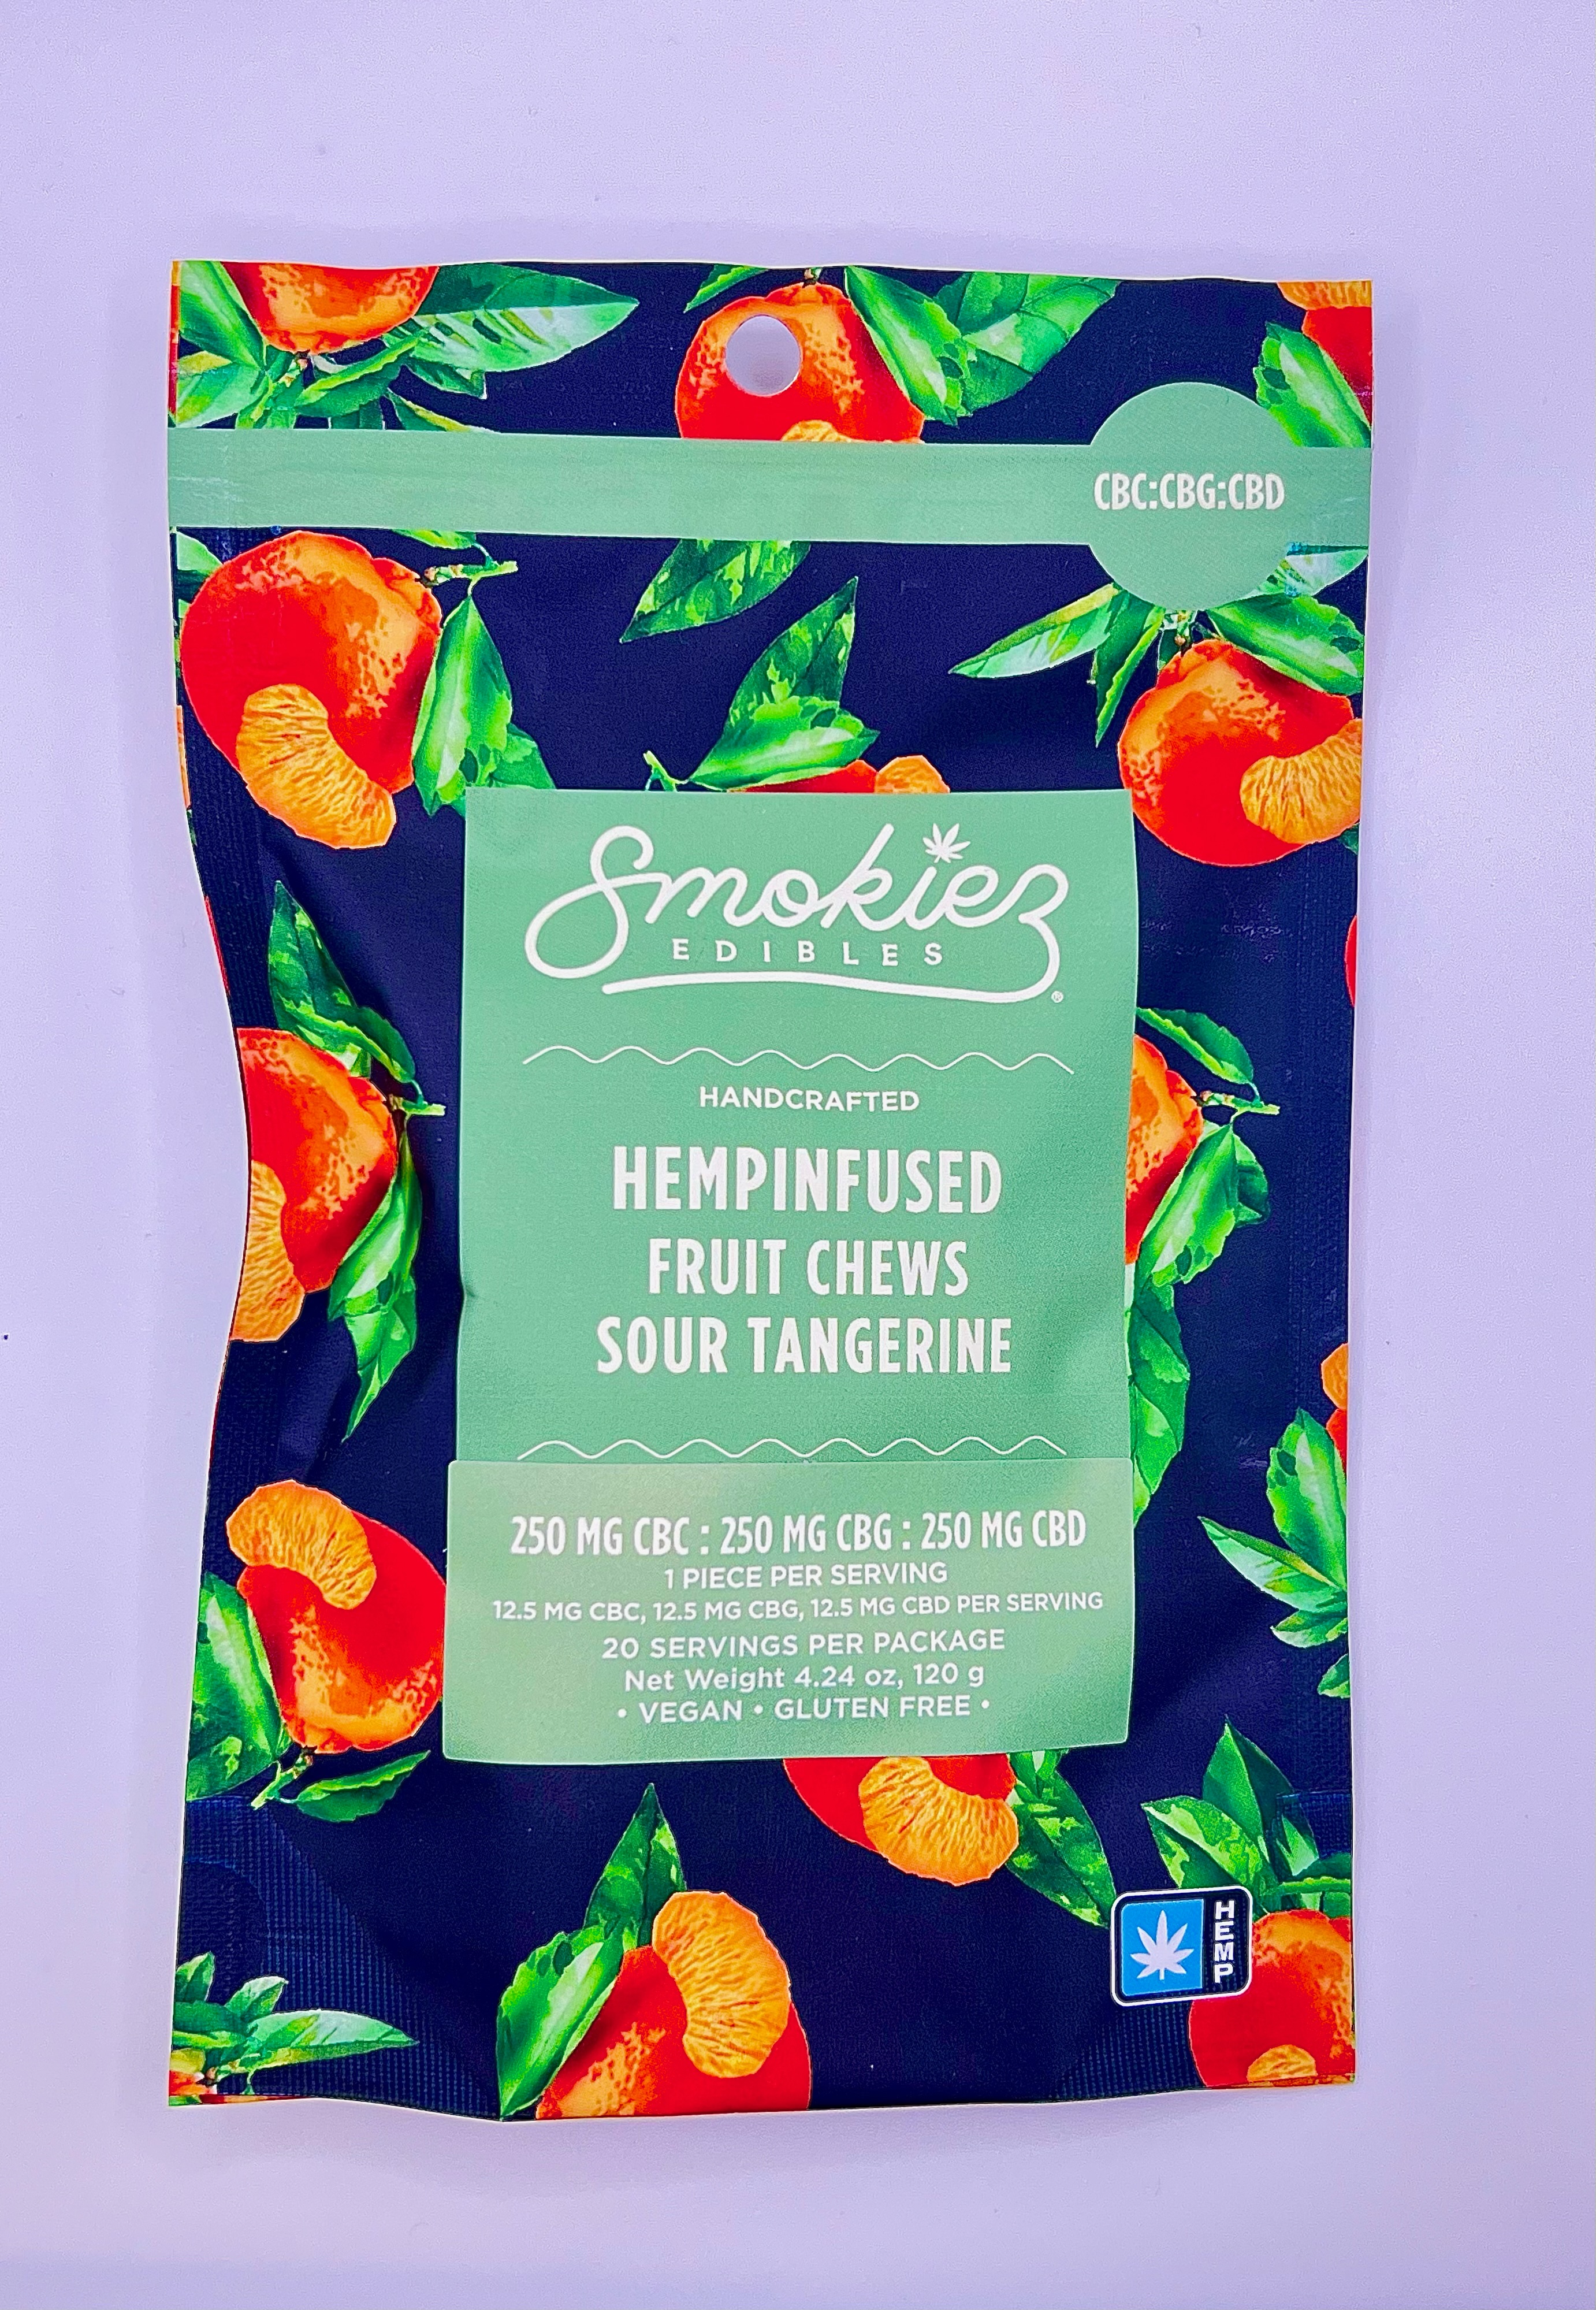 CBC:CBG:CBD
Smokiez
EDIBLES
®
HANDCRAFTED
HEMPINFUSED
FRUIT CHEWS
SOUR TANGERINE
250 MG CBC : 250 MG CBG : 250 MG CBD
1 PIECE PER SERVING
12.5 MG CBC, 12.5 MG CBG, 12.5 MG CBD PER SERVING
20 SERVINGS PER PACKAGE
Net Weight 4.24 oz, 120 g
• VEGAN • GLUTEN FREE •
HEMP